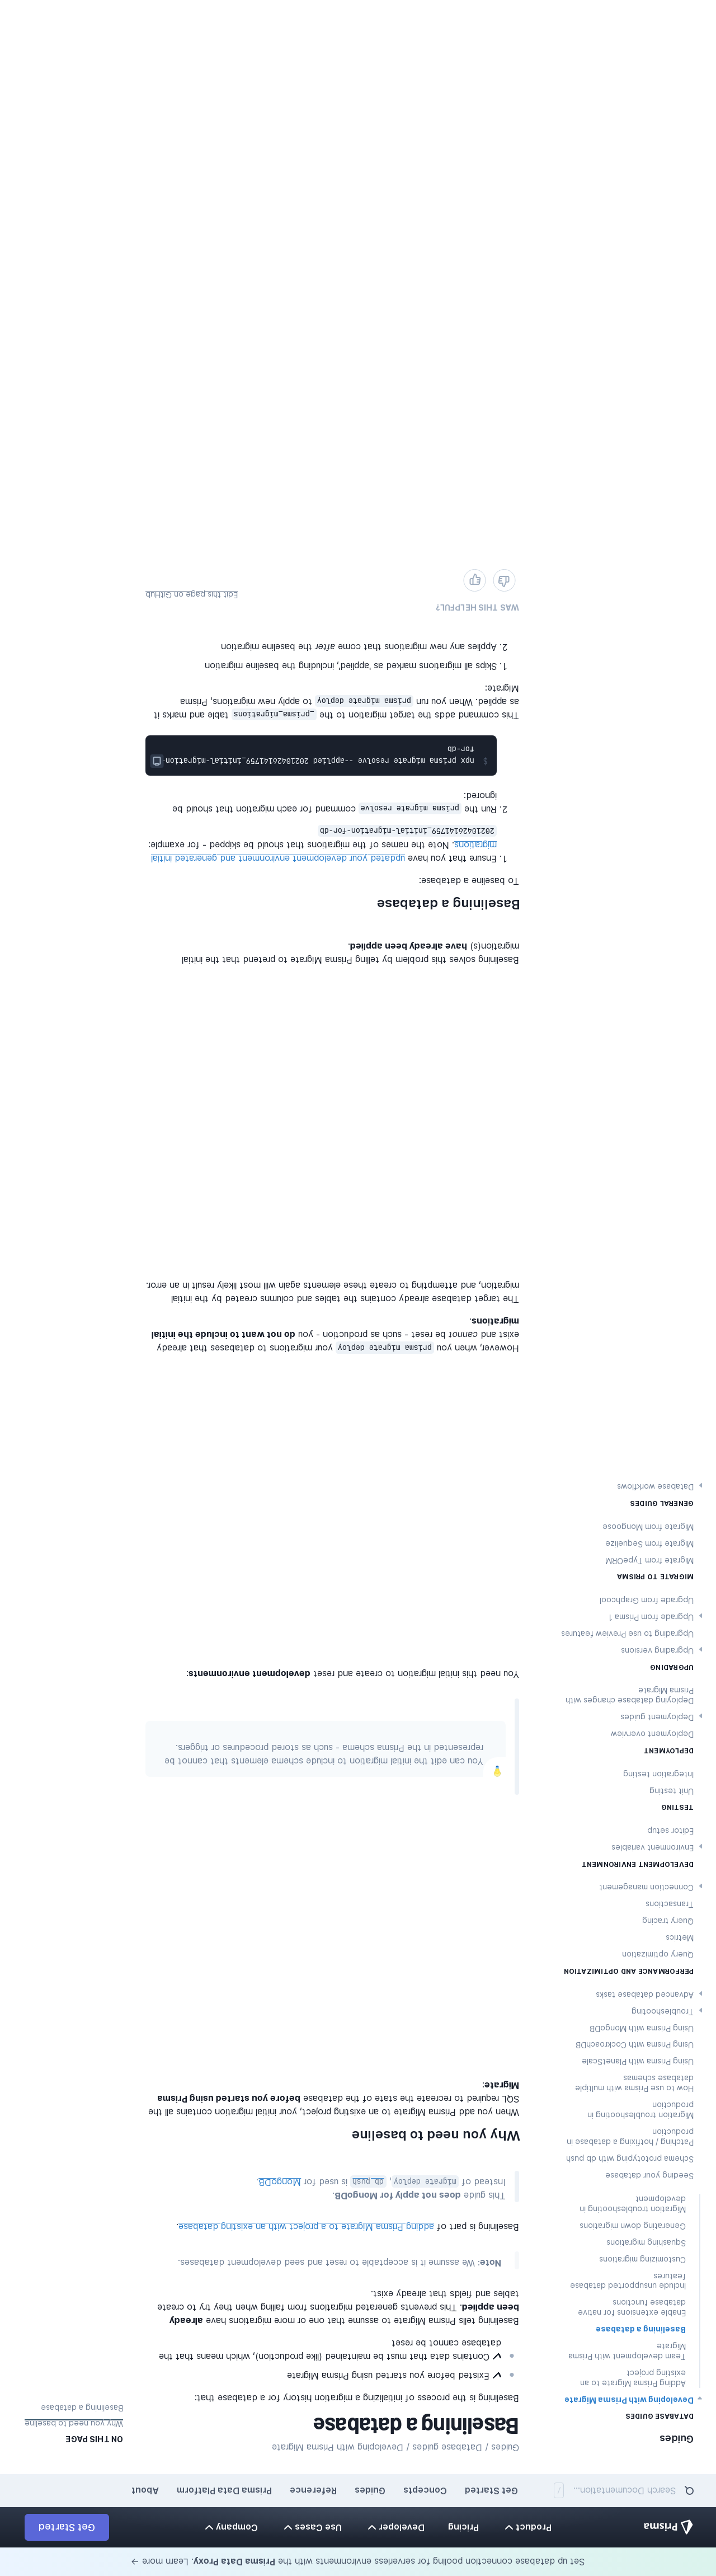 Set up database connection pooling for serverless environments with the Prisma Data Proxy. Learn more →
Prisma
Product
Pricing
Developer
Use Cases
Company
Get Started
Search Documentation... /
Get Started
Concepts
Guides
Reference
Prisma Data Platform
About
Guides
DATABASE GUIDES
Developing with Prisma Migrate
Adding Prisma Migrate to an
existing project
Team development with Prisma
Migrate
Baselining a database
Enable extensions for native
database functions
Include unsupported database
features
Customizing migrations
Squashing migrations
Generating down migrations
Migration troubleshooting in
development
Seeding your database
Schema prototyping with db push
Patching / hotfixing a database in
production
Migration troubleshooting in
production
How to use Prisma with multiple
database schemas
Using Prisma with PlanetScale
Using Prisma with CockroachDB
Using Prisma with MongoDB
Troubleshooting
Advanced database tasks
PERFORMANCE AND OPTIMIZATION
Query optimization
Metrics
Query tracing
Transactions
Connection management
DEVELOPMENT ENVIRONMENT
Environment variables
Editor setup
TESTING
Unit testing
Integration testing
DEPLOYMENT
Deployment overview
Deployment guides
Deploying database changes with
Prisma Migrate
UPGRADING
Upgrading versions
Upgrading to use Preview features
Upgrade from Prisma 1
Upgrade from Graphcool
MIGRATE TO PRISMA
Migrate from TypeORM
Migrate from Sequelize
Migrate from Mongoose
GENERAL GUIDES
Database workflows
Guides / Database guides / Developing with Prisma Migrate
Baselining a database
Baselining is the process of initializing a migration history for a database that:
✓ Existed before you started using Prisma Migrate
✓ Contains data that must be maintained (like production), which means that the
database cannot be reset
Baselining tells Prisma Migrate to assume that one or more migrations have already
been applied. This prevents generated migrations from failing when they try to create
tables and fields that already exist.
Note: We assume it is acceptable to reset and seed development databases.
Baselining is part of adding Prisma Migrate to a project with an existing database.
This guide does not apply for MongoDB.
Instead of migrate deploy, db push is used for MongoDB.
Why you need to baseline
When you add Prisma Migrate to an existing project, your initial migration contains all the
SQL required to recreate the state of the database before you started using Prisma
Migrate:
You can edit the initial migration to include schema elements that cannot be
represented in the Prisma schema - such as stored procedures or triggers.
You need this initial migration to create and reset development environments:
However, when you prisma migrate deploy your migrations to databases that already
exist and cannot be reset - such as production - you do not want to include the initial
migrations.
The target database already contains the tables and columns created by the initial
migration, and attempting to create these elements again will most likely result in an error.
Baselining solves this problem by telling Prisma Migrate to pretend that the initial
migration(s) have already been applied.
Baselining a database
To baseline a database:
1. Ensure that you have updated your development environment and generated initial
migrations. Note the names of the migrations that should be skipped - for example:
20210426141759_initial-migration-for-db
2. Run the prisma migrate resolve command for each migration that should be
ignored:
$ npx prisma migrate resolve --applied 20210426141759_initial-migration-
for-db
This command adds the target migration to the _prisma_migrations table and marks it
as applied. When you run prisma migrate deploy to apply new migrations, Prisma
Migrate:
1. Skips all migrations marked as 'applied', including the baseline migration
2. Applies any new migrations that come after the baseline migration
WAS THIS HELPFUL?
Edit this page on GitHub
ON THIS PAGE
Why you need to baseline
Baselining a database